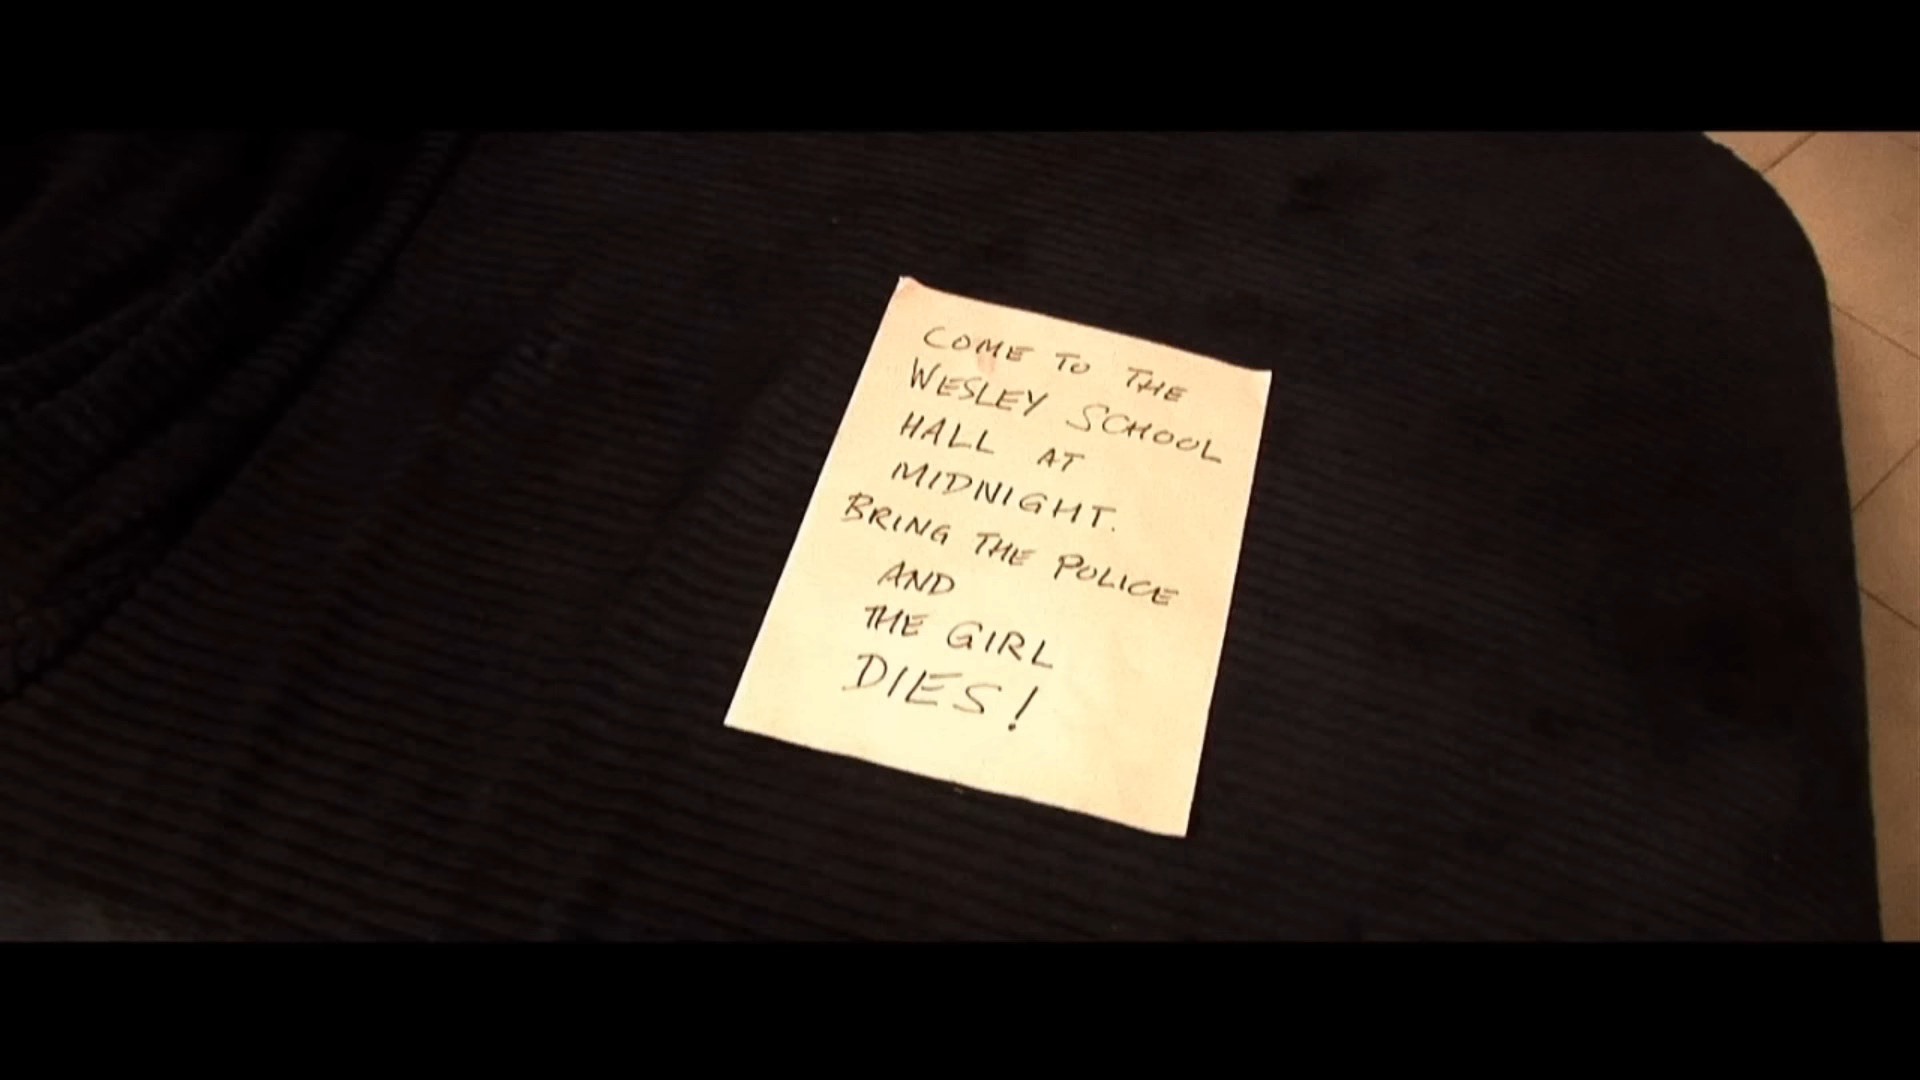 COME TO THE
WESLEY SCHOOL
HALL AT
MIDNIGHT.
BRING THE POLICE
AND
THE GIRL
DIES!